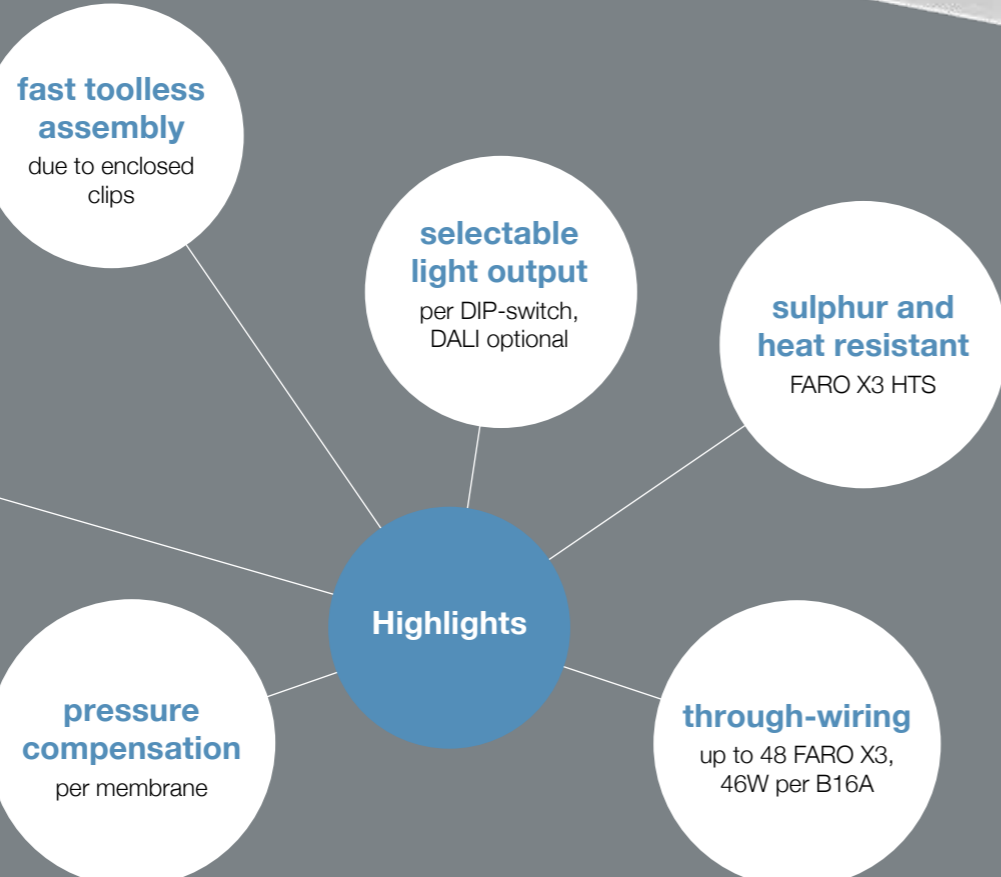 fast toolless
assembly
due to enclosed
clips
selectable
light output
per DIP-switch,
DALI optional
sulphur and
heat resistant
FARO X3 HTS
Highlights
pressure
compensation
per membrane
through-wiring
up to 48 FARO X3,
46W per B16A